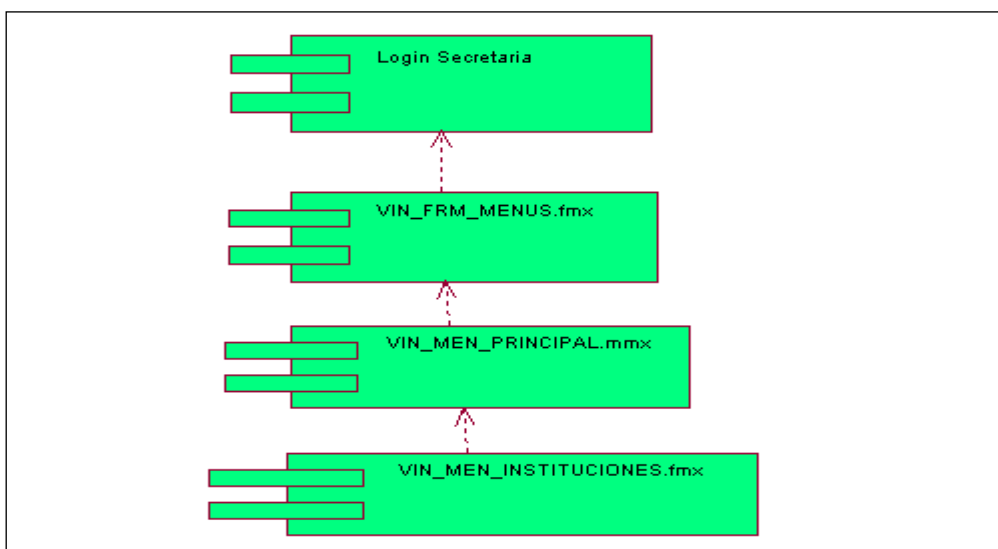 Login Secretaria
VIN_FRM_MENUS.fmx
VIN_MEN_PRINCIPAL.mmx
VIN_MEN_INSTITUCIONES.fmx